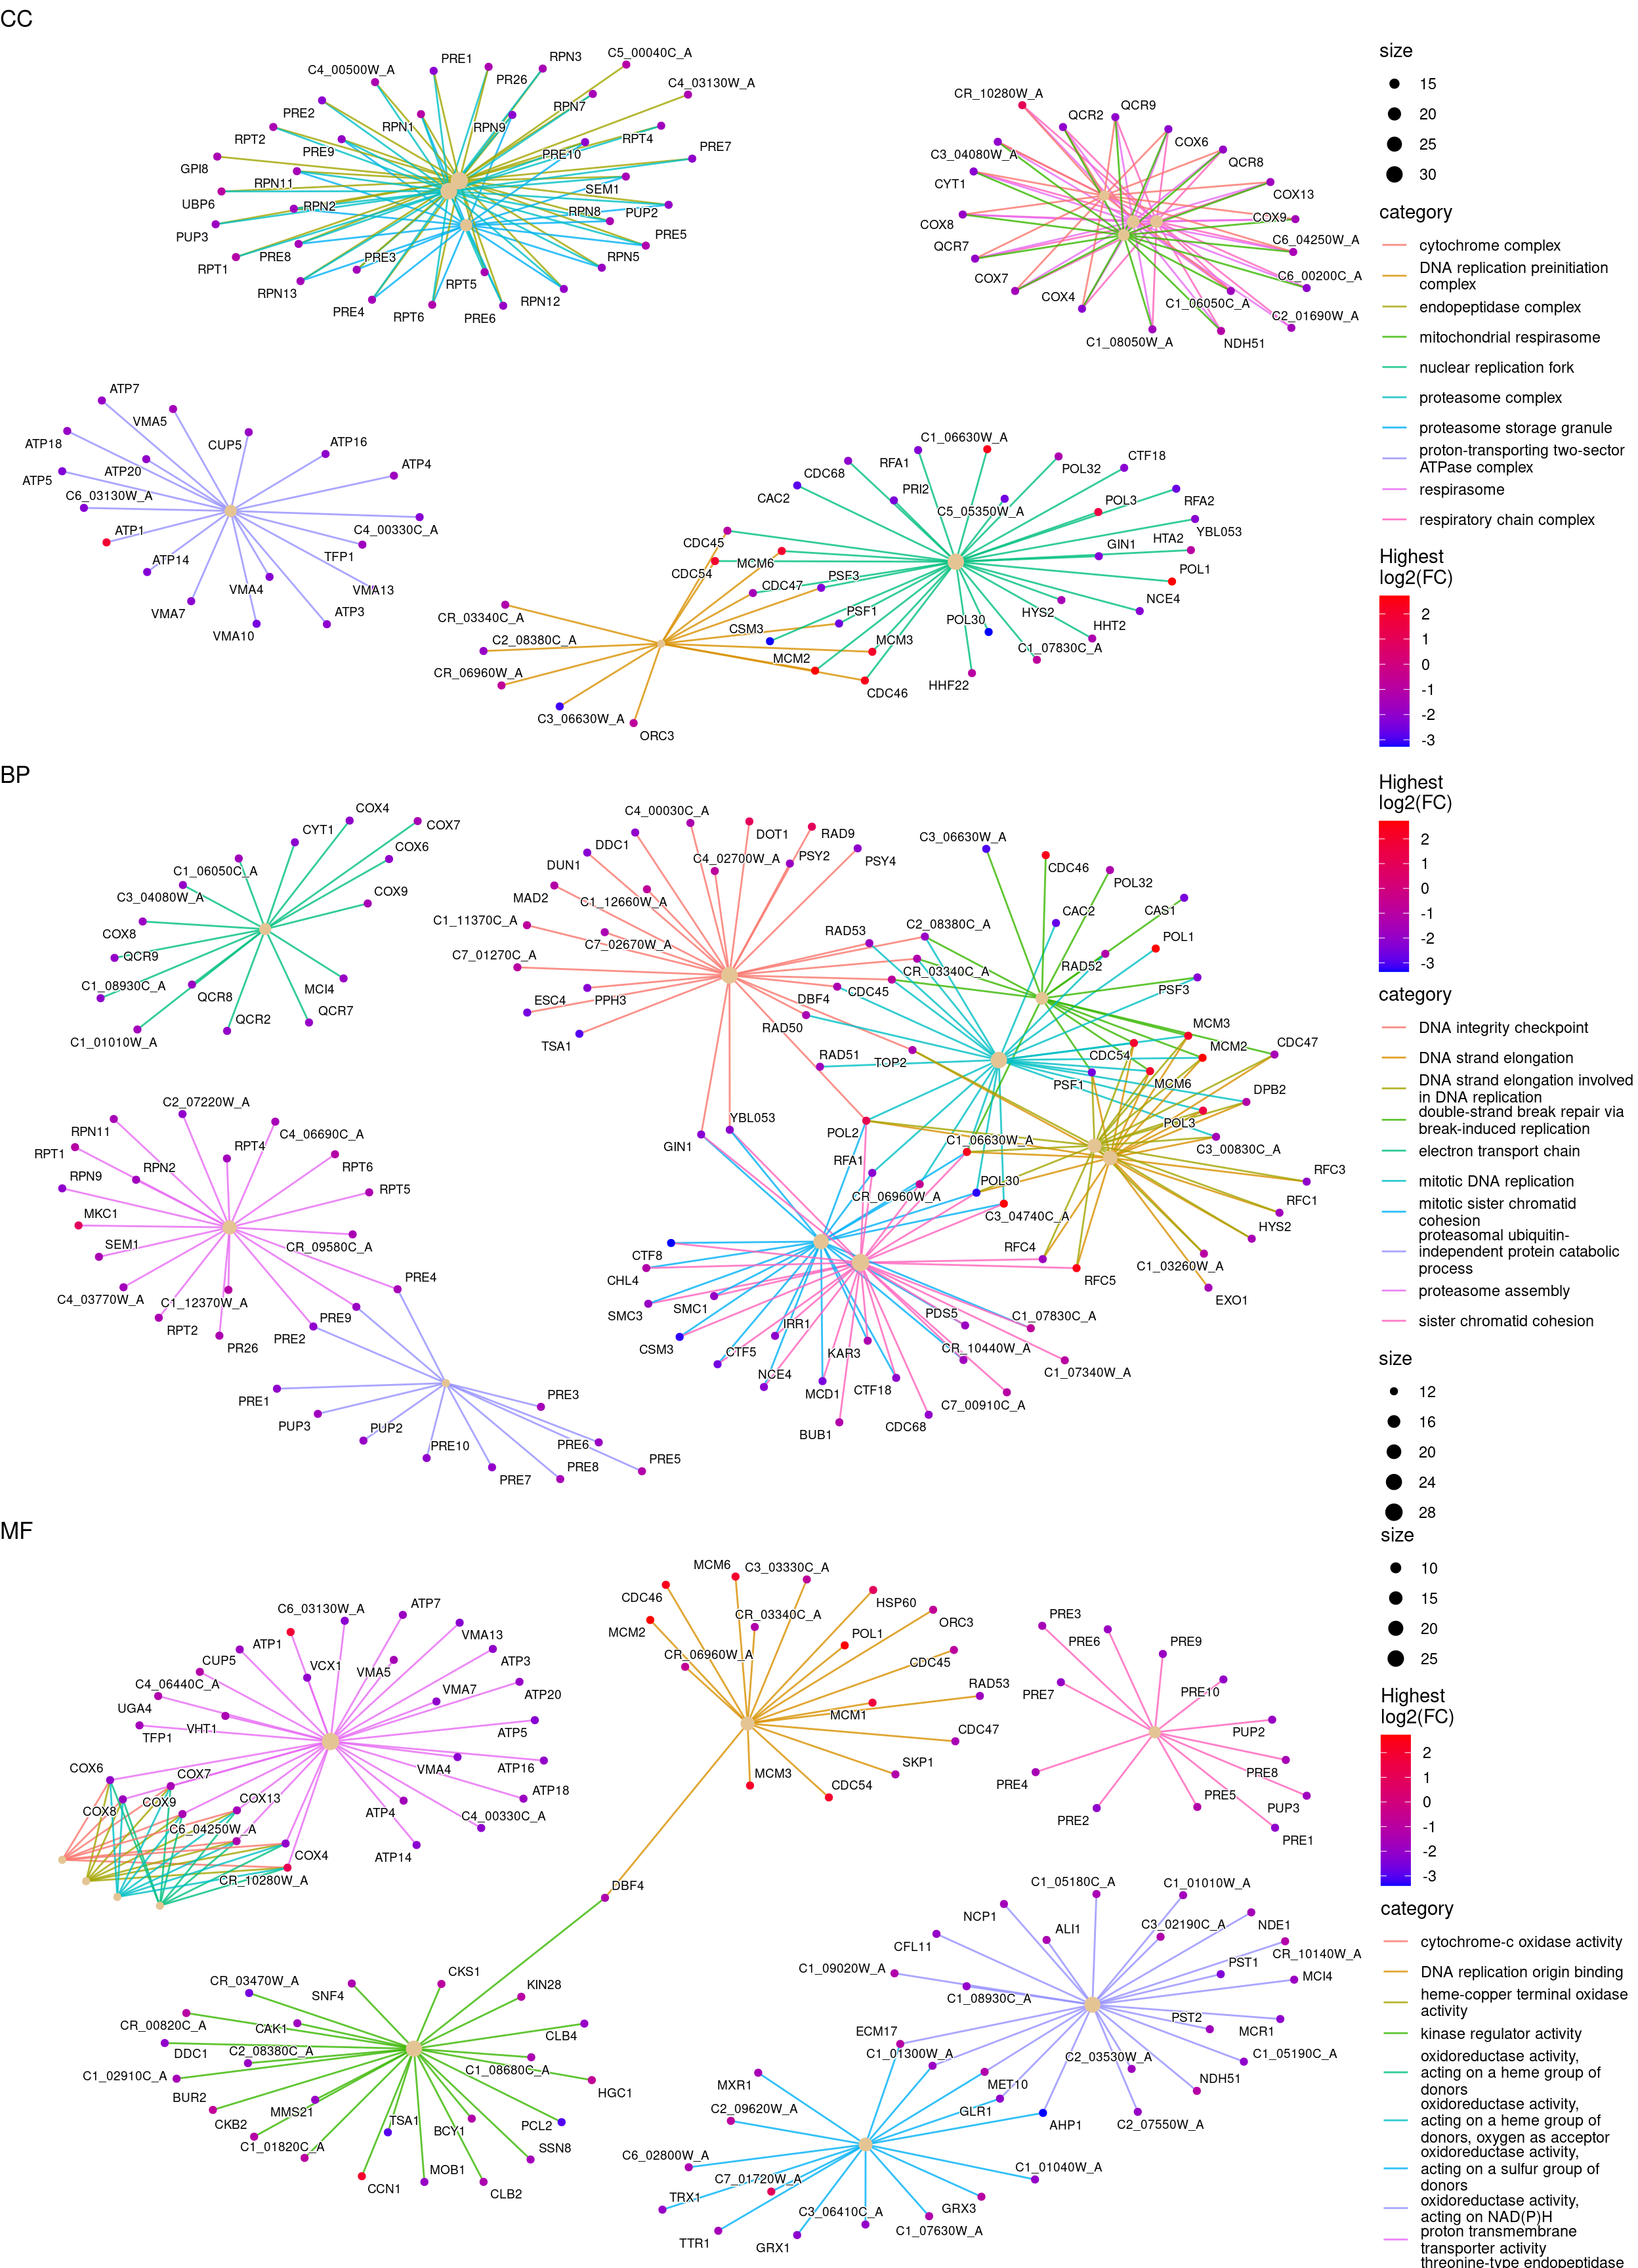 CC
C4_00500W_A
PRE1
PR26
RPN3
C5_00040C_A
C4_03130W_A
PRE2
RPN1
RPN9
RPN7
RPT2
PRE9
PRE10
RPT4
PRE7
GPI8
RPN11
SEM1
UBP6
RPN2
RPN8
PUP2
PUP3
PRE5
RPT1
PRE8
PRE3
RPN5
RPN13
RPT5
RPN12
PRE4
RPT6
PRE6
CR_10280W_A
QCR2
QCR9
COX6
C3_04080W_A
QCR8
CYT1
COX13
COX8
COX9
QCR7
C6_04250W_A
COX7
C6_00200C_A
COX4
C1_06050C_A
C2_01690W_A
C1_08050W_A
NDH51
ATP7
VMA5
ATP18
CUP5
ATP16
ATP5
ATP20
ATP4
C6_03130W_A
ATP1
C4_00330C_A
ATP14
TFP1
VMA4
VMA13
VMA7
ATP3
VMA10
C1_06630W_A
RFA1
POL32
CTF18
CDC68
CAC2
PRI2
POL3
RFA2
C5_05350W_A
YBL053
CDC45
GIN1
HTA2
CDC54
MCM6
POL1
CDC47
PSF3
NCE4
CR_03340C_A
PSF1
HYS2
CSM3
POL30
HHT2
C2_08380C_A
MCM3
C1_07830C_A
CR_06960W_A
MCM2
HHF22
CDC46
C3_06630W_A
ORC3
size
15
20
25
30
category
cytochrome complex
DNA replication preinitiation
complex
endopeptidase complex
mitochondrial respirasome
nuclear replication fork
proteasome complex
proteasome storage granule
proton-transporting two-sector
ATPase complex
respirasome
respiratory chain complex
Highest
log2(FC)
2
1
0
-1
-2
-3
BP
COX4
CYT1
COX7
C1_06050C_A
COX6
C3_04080W_A
COX9
COX8
QCR9
C1_08930C_A
MCI4
QCR8
QCR7
QCR2
C1_01010W_A
C4_00030C_A
DOT1
RAD9
DDC1
DUN1
C4_02700W_A
PSY2
PSY4
MAD2
C1_12660W_A
C1_11370C_A
C7_02670W_A
C7_01270C_A
ESC4
PPH3
TSA1
C3_06630W_A
CDC46
POL32
CAC2
CAS1
RAD53
C2_08380C_A
POL1
RAD52
CR_03340C_A
PSF3
DBF4
CDC45
RAD50
MCM3
RAD51
TOP2
CDC54
MCM2
CDC47
PSF1
MCM6
DPB2
YBL053
POL2
POL3
GIN1
C1_06630W_A
C3_00830C_A
RFA1
POL30
RFC3
CR_06960W_A
RFC1
C3_04740C_A
HYS2
RFC4
C1_03260W_A
RFC5
EXO1
CTF8
CHL4
SMC3
SMC1
PDS5
C1_07830C_A
CSM3
IRR1
CTF5
KAR3
CR_10440W_A
NCE4
C1_07340W_A
MCD1
CTF18
C7_00910C_A
BUB1
CDC68
C2_07220W_A
RPN11
C4_06690C_A
RPT1
RPT4
RPN2
RPT6
RPN9
RPT5
MKC1
SEM1
CR_09580C_A
C4_03770W_A
C1_12370W_A
PRE4
RPT2
PRE9
PR26
PRE2
PRE1
PRE3
PUP3
PUP2
PRE10
PRE6
PRE7
PRE8
PRE5
Highest
log2(FC)
2
1
0
-1
-2
-3
category
DNA integrity checkpoint
DNA strand elongation
DNA strand elongation involved
in DNA replication
double-strand break repair via
break-induced replication
electron transport chain
mitotic DNA replication
mitotic sister chromatid
cohesion
proteasomal ubiquitin-
independent protein catabolic
process
proteasome assembly
sister chromatid cohesion
size
12
16
20
24
28
MF
C6_03130W_A
ATP7
ATP1
VMA13
CUP5
VCX1
VMA5
ATP3
C4_06440C_A
VMA7
ATP20
UGA4
VHT1
TFP1
ATP5
COX6
COX7
VMA4
ATP16
COX8
COX9
COX13
ATP18
ATP4
C4_00330C_A
C6_04250W_A
COX4
ATP14
CR_10280W_A
MCM6
C3_03330C_A
CDC46
HSP60
MCM2
CR_03340C_A
ORC3
POL1
CR_06960W_A
CDC45
RAD53
MCM1
CDC47
SKP1
MCM3
CDC54
DBF4
PRE3
PRE6
PRE9
PRE7
PRE10
PUP2
PRE4
PRE8
PRE5
PUP3
PRE2
PRE1
CR_03470W_A
SNF4
CKS1
KIN28
CR_00820C_A
CAK1
CLB4
DDC1
C2_08380C_A
C1_08680C_A
C1_02910C_A
HGC1
BUR2
MMS21
CKB2
TSA1
BCY1
PCL2
C1_01820C_A
SSN8
CCN1
MOB1
CLB2
C1_05180C_A
C1_01010W_A
NCP1
ALI1
C3_02190C_A
NDE1
CFL11
CR_10140W_A
C1_09020W_A
PST1
MCI4
C1_08930C_A
PST2
MCR1
ECM17
C1_01300W_A
C2_03530W_A
C1_05190C_A
MET10
NDH51
MXR1
GLR1
AHP1
C2_07550W_A
C2_09620W_A
C6_02800W_A
C7_01720W_A
C1_01040W_A
TRX1
C3_06410C_A
GRX3
TTR1
C1_07630W_A
GRX1
size
10
15
20
25
Highest
log2(FC)
2
1
0
-1
-2
-3
category
cytochrome-c oxidase activity
DNA replication origin binding
heme-copper terminal oxidase
activity
kinase regulator activity
oxidoreductase activity,
acting on a heme group of
donors
oxidoreductase activity,
acting on a heme group of
donors, oxygen as acceptor
oxidoreductase activity,
acting on a sulfur group of
donors
oxidoreductase activity,
acting on NAD(P)H
proton transmembrane
transporter activity
threonine-type endopeptidase